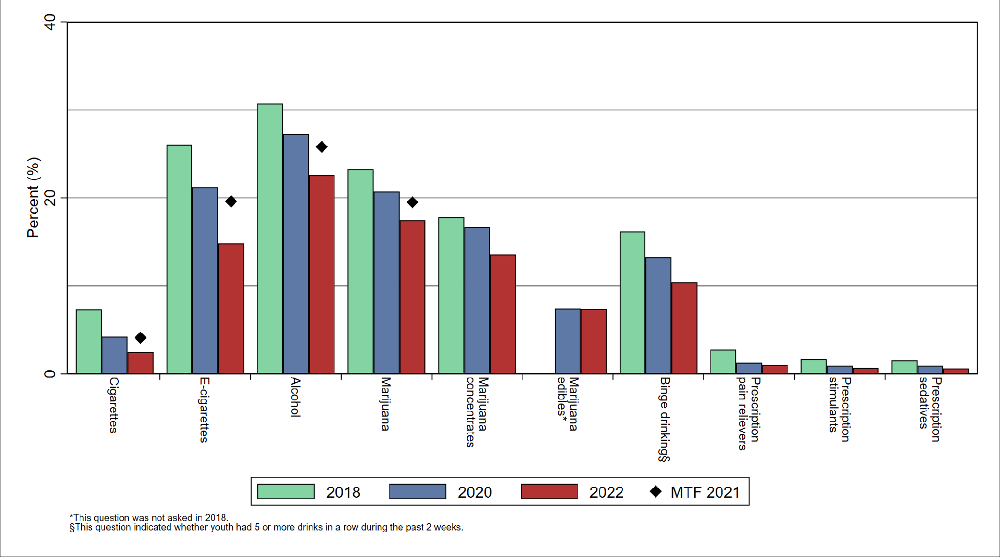 40
20
0
Percent (%)
Cigarettes
E-cigarettes
Alcohol
Marijuana
Marijuana
concentrates
Marijuana
edibles*
Binge drinking§
Prescription
pain relievers
Prescription
stimulants
Prescription
sedatives
2018
2020
2022
MTF 2021
*This question was not asked in 2018.
§This question indicated whether youth had 5 or more drinks in a row during the past 2 weeks.